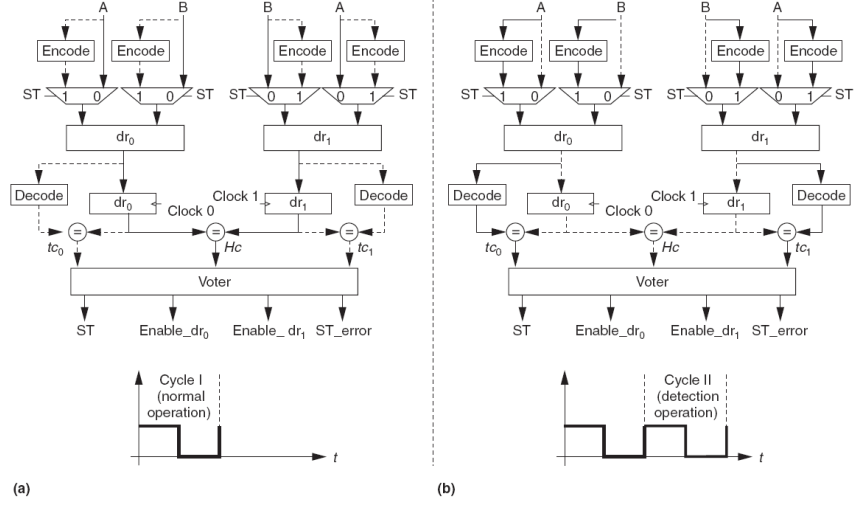 A B B A
Encode Encode Encode Encode
ST 1 0 1 0 ST ST 0 1 0 1 ST
dr0 dr1
Decode dr0 Clock 0 Clock 1 dr1 Decode
= = =
tc0 Hc tc1
Voter
ST Enable_dr0 Enable_ dr1 ST_error
Cycle I
(normal
operation)
t
(a)
A B B A
Encode Encode Encode Encode
ST 1 0 1 0 ST ST 0 1 0 1 ST
dr0 dr1
Decode dr0 Clock 0 Clock 1 dr1 Decode
= = =
tc0 Hc tc1
Voter
ST Enable_dr0 Enable_dr1 ST_error
Cycle II
(detection
operation)
t
(b)